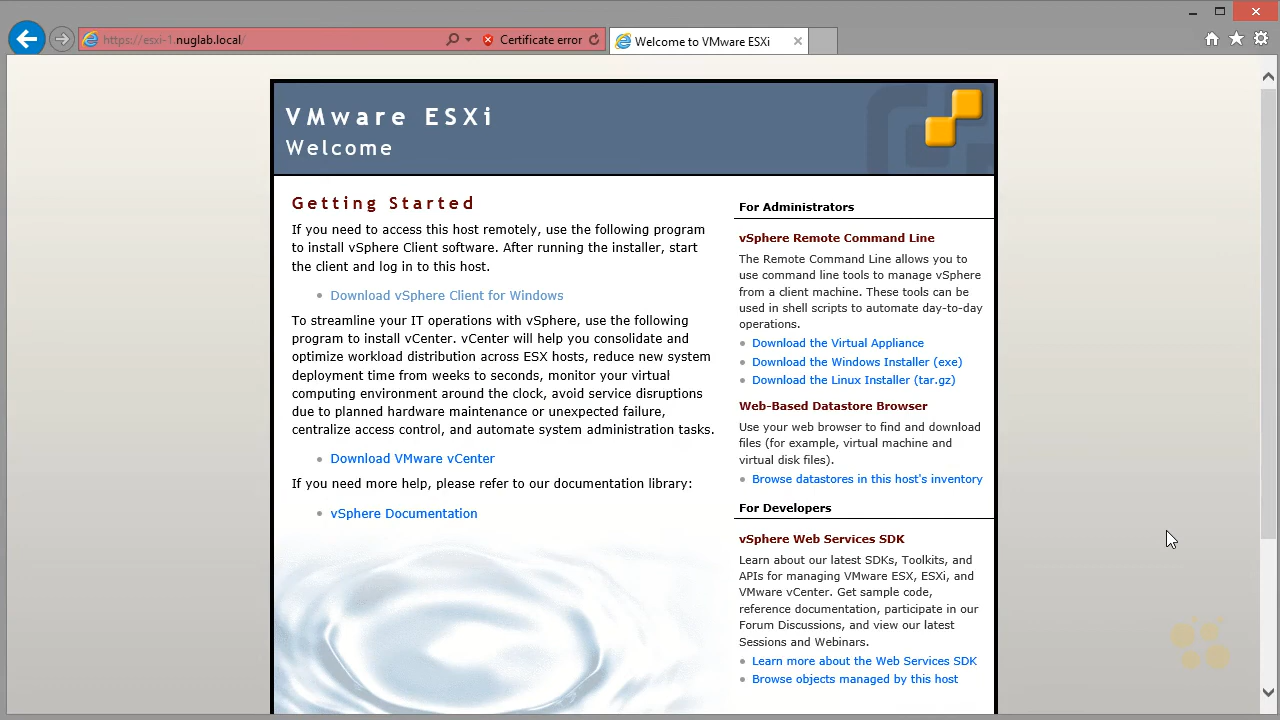 https://esxi-1.nuglab.local/
Certificate error
Welcome to VMware ESXi
VMware ESXi
Welcome
Getting Started
If you need to access this host remotely, use the following program
to install vSphere Client software. After running the installer, start
the client and log in to this host.
Download vSphere Client for Windows
To streamline your IT operations with vSphere, use the following
program to install vCenter. vCenter will help you consolidate and
optimize workload distribution across ESX hosts, reduce new system
deployment time from weeks to seconds, monitor your virtual
computing environment around the clock, avoid service disruptions
due to planned hardware maintenance or unexpected failure,
centralize access control, and automate system administration tasks.
Download VMware vCenter
If you need more help, please refer to our documentation library:
vSphere Documentation
For Administrators
vSphere Remote Command Line
The Remote Command Line allows you to
use command line tools to manage vSphere
from a client machine. These tools can be
used in shell scripts to automate day-to-day
operations.
Download the Virtual Appliance
Download the Windows Installer (exe)
Download the Linux Installer (tar.gz)
Web-Based Datastore Browser
Use your web browser to find and download
files (for example, virtual machine and
virtual disk files).
Browse datastores in this host's inventory
For Developers
vSphere Web Services SDK
Learn about our latest SDKs, Toolkits, and
APIs for managing VMware ESX, ESXi, and
VMware vCenter. Get sample code,
reference documentation, participate in our
Forum Discussions, and view our latest
Sessions and Webinars.
Learn more about the Web Services SDK
Browse objects managed by this host